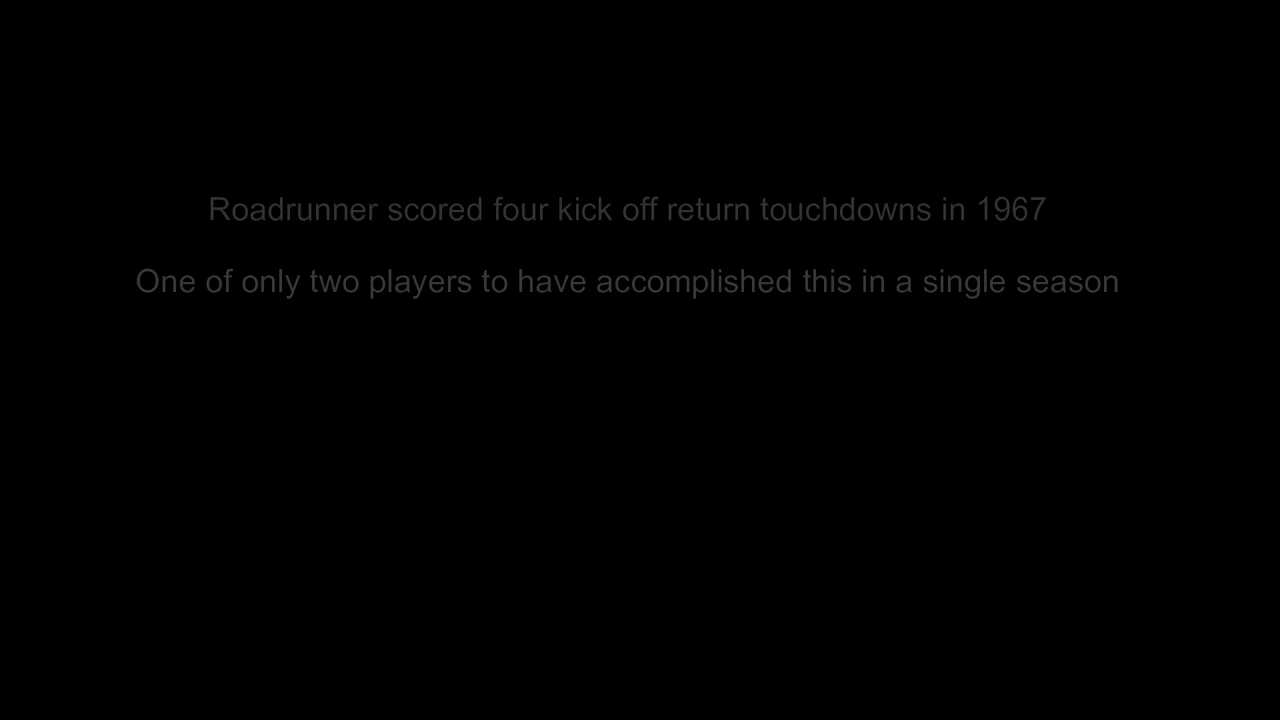 Roadrunner scored four kick off return touchdowns in 1967
One of only two players to have accomplished this in a single season